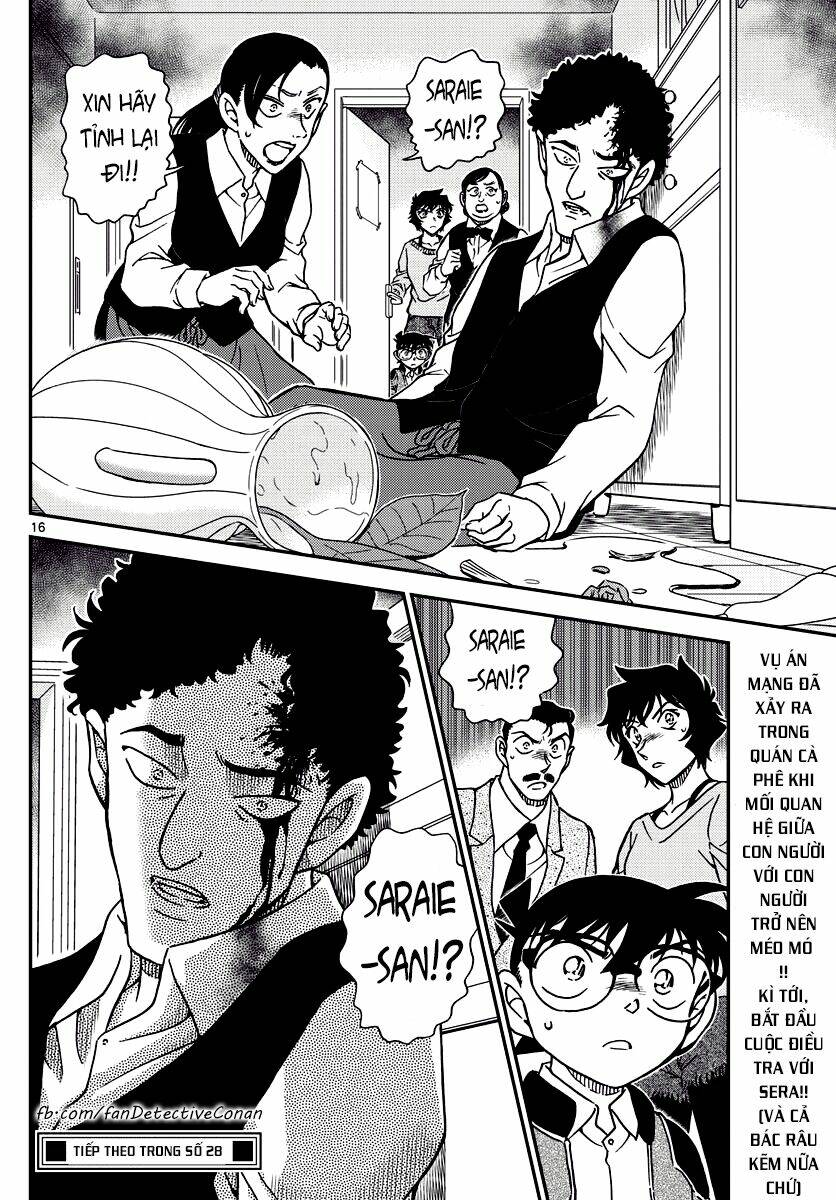 XIN HÃY
TỈNH LẠI
ĐI!!
SARAIE
-SAN!?
16
SARAIE
-SAN!?
SARAIE
-SAN!?
VỤ ÁN
MẠNG ĐÃ
XẢY RA
TRONG
QUÁN CÀ
PHÊ KHI
MỐI QUAN
HỆ GIỮA
CON NGƯỜI
VỚI CON
NGƯỜI
TRỞ NÊN
MÉO MÓ
!!
KÌ TỚI,
BẮT ĐẦU
CUỘC ĐIỀU
TRA VỚI
SERA!!
(VÀ CẢ
BÁC RÂU
KẼM NỮA
CHỨ)
fb.com/fanDetectiveConan
TIẾP THEO TRONG SỐ 28